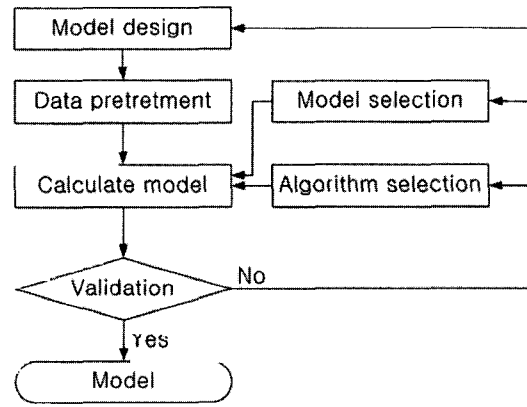 Model design
Data pretretment
Model selection
Calculate model
Algorithm selection
Validation
No
Yes
Model